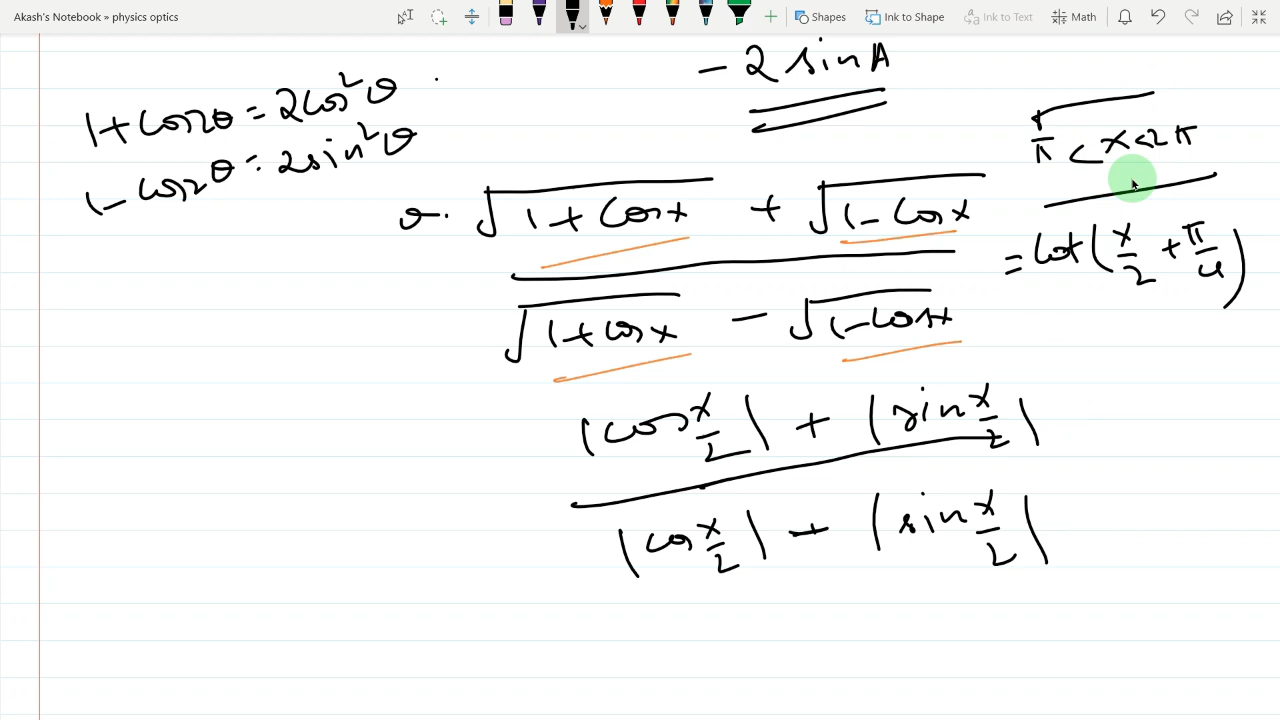 Akash's Notebook » physics optics
Shapes
Ink to Shape
Ink to Text
Math
- 2 sin A
1 + cos2θ = 2cos²θ
1 - cos2θ = 2sin²θ
π < x < 2π
Q. √(1 + cosx) + √(1 - cosx)
√(1 + cosx) - √(1 - cosx)
= cot(x/2 + π/4)
|cos x/2| + |sin x/2|
|cos x/2| - |sin x/2|